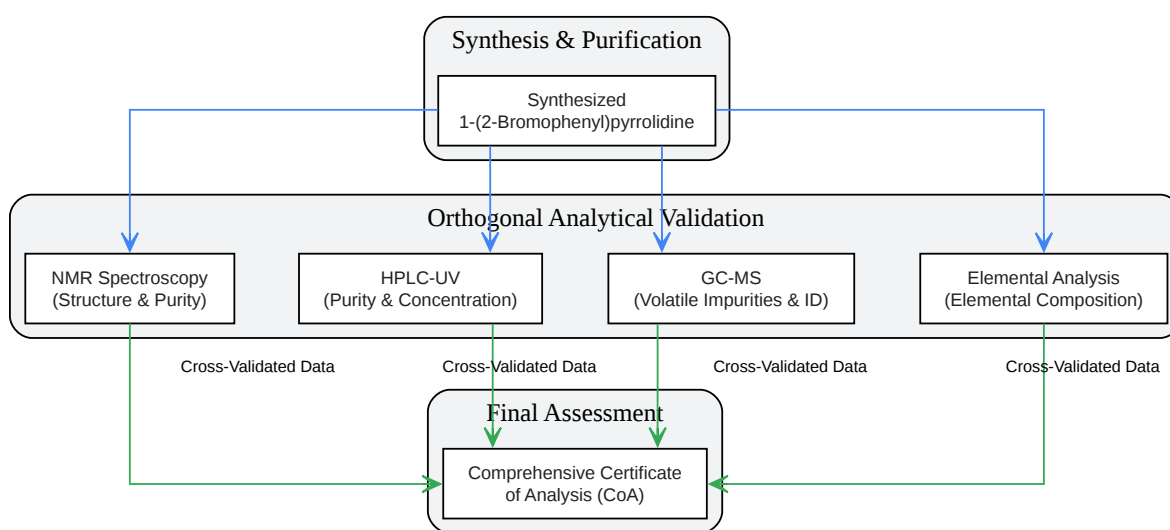 Synthesis & Purification
Synthesized
1-(2-Bromophenyl)pyrrolidine
Orthogonal Analytical Validation
NMR Spectroscopy
(Structure & Purity)
HPLC-UV
(Purity & Concentration)
GC-MS
(Volatile Impurities & ID)
Elemental Analysis
(Elemental Composition)
Cross-Validated Data
Cross-Validated Data
Cross-Validated Data
Cross-Validated Data
Final Assessment
Comprehensive Certificate
of Analysis (CoA)